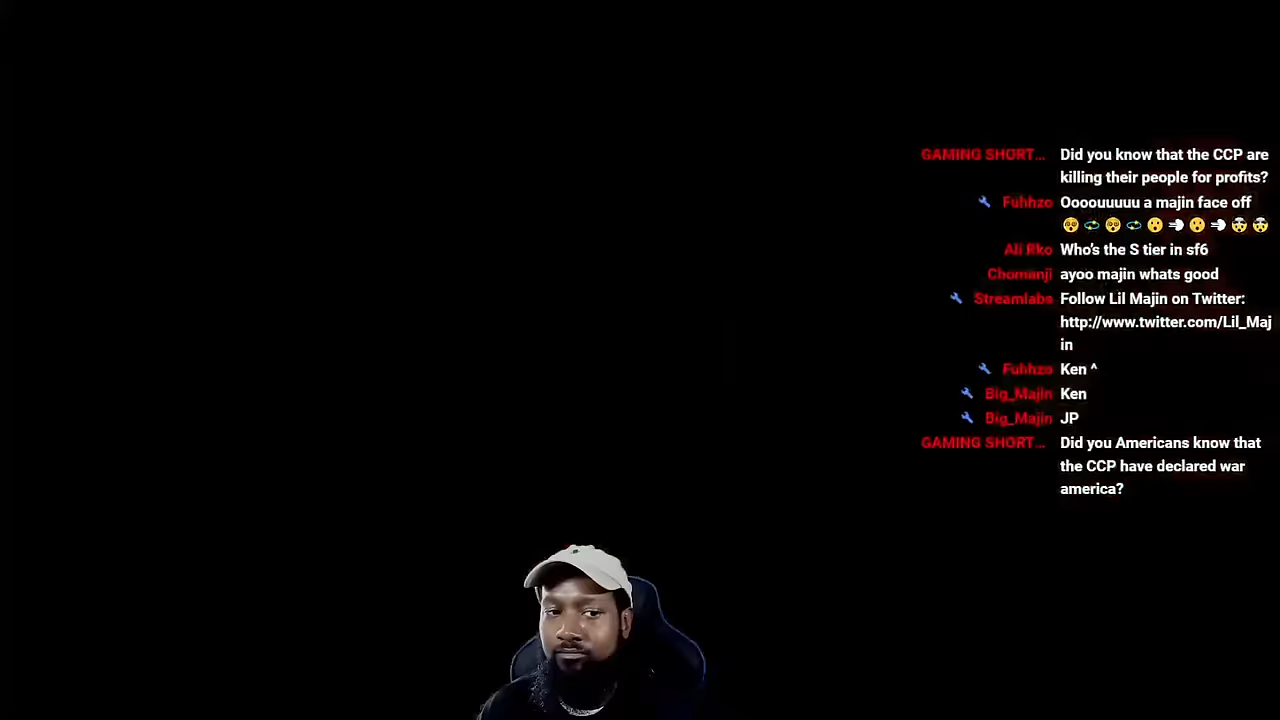 GAMING SHORT... Did you know that the CCP are
killing their people for profits?
Fuhhzo Oooouuuuu a majin face off
😵‍💫😵‍💫😮‍💨😮‍💨🤯🤯
Ali Rko Who's the S tier in sf6
Chomanji ayoo majin whats good
Streamlabs Follow Lil Majin on Twitter:
http://www.twitter.com/Lil_Maj
in
Fuhhzo Ken ^
Big_Majin Ken
Big_Majin JP
GAMING SHORT... Did you Americans know that
the CCP have declared war
america?